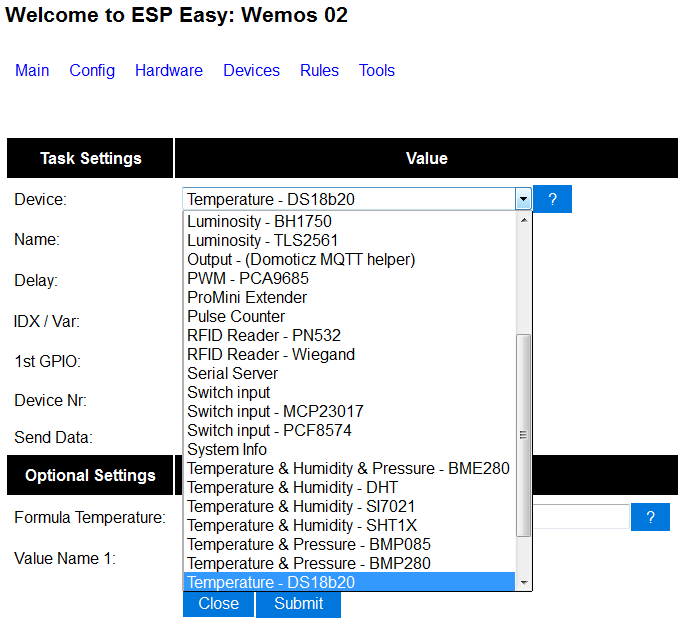 Welcome to ESP Easy: Wemos 02
Main Config Hardware Devices Rules Tools
Task Settings Value
Device: Temperature - DS18b20 ?
Luminosity - BH1750
Name: Luminosity - TLS2561
Output - (Domoticz MQTT helper)
Delay: PWM - PCA9685
ProMini Extender
IDX / Var: Pulse Counter
RFID Reader - PN532
1st GPIO: RFID Reader - Wiegand
Serial Server
Device Nr: Switch input
Switch input - MCP23017
Send Data: Switch input - PCF8574
System Info
Optional Settings Temperature & Humidity & Pressure - BME280
Temperature & Humidity - DHT
Temperature & Humidity - SI7021
Formula Temperature: Temperature & Humidity - SHT1X ?
Temperature & Pressure - BMP085
Value Name 1: Temperature & Pressure - BMP280
Temperature - DS18b20
Close Submit